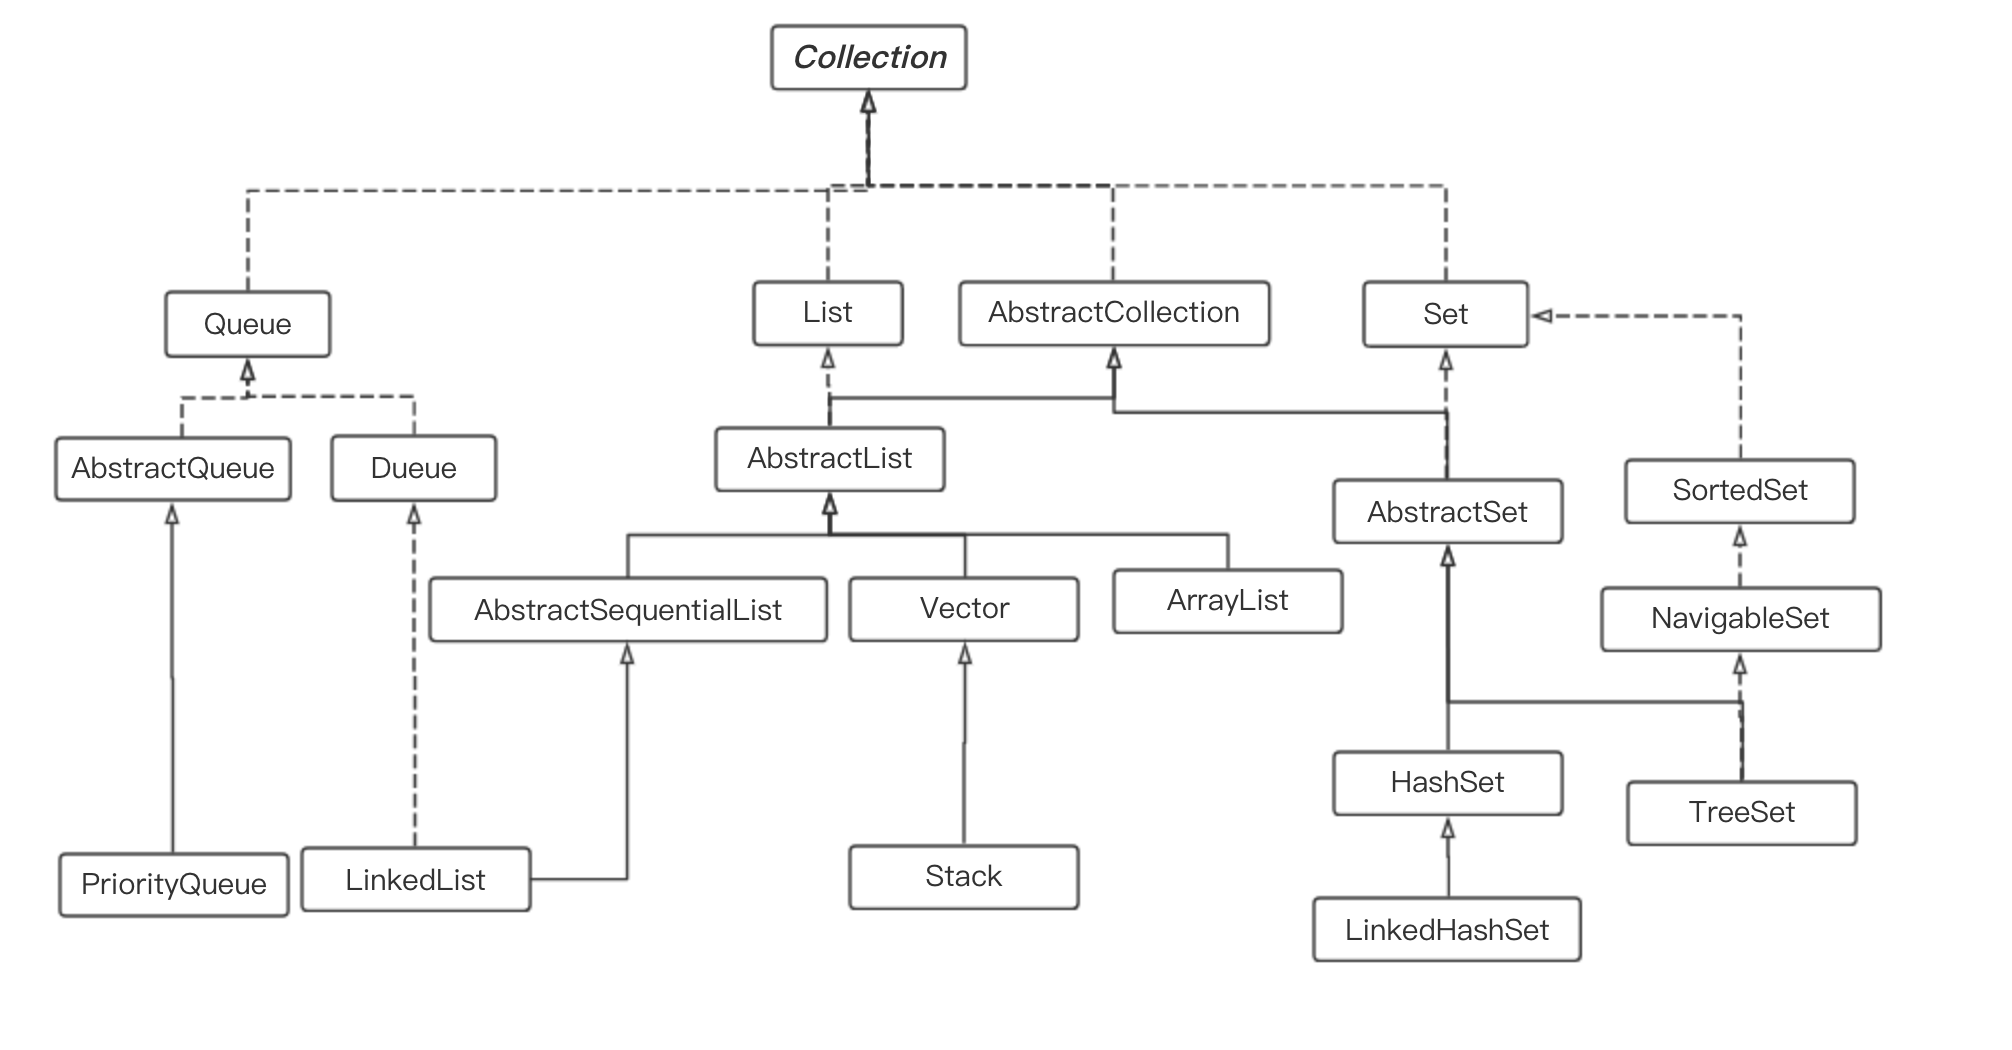 Collection
Queue
List
AbstractCollection
Set
AbstractQueue
Dueue
AbstractList
AbstractSet
SortedSet
AbstractSequentialList
Vector
ArrayList
NavigableSet
HashSet
TreeSet
PriorityQueue
LinkedList
Stack
LinkedHashSet